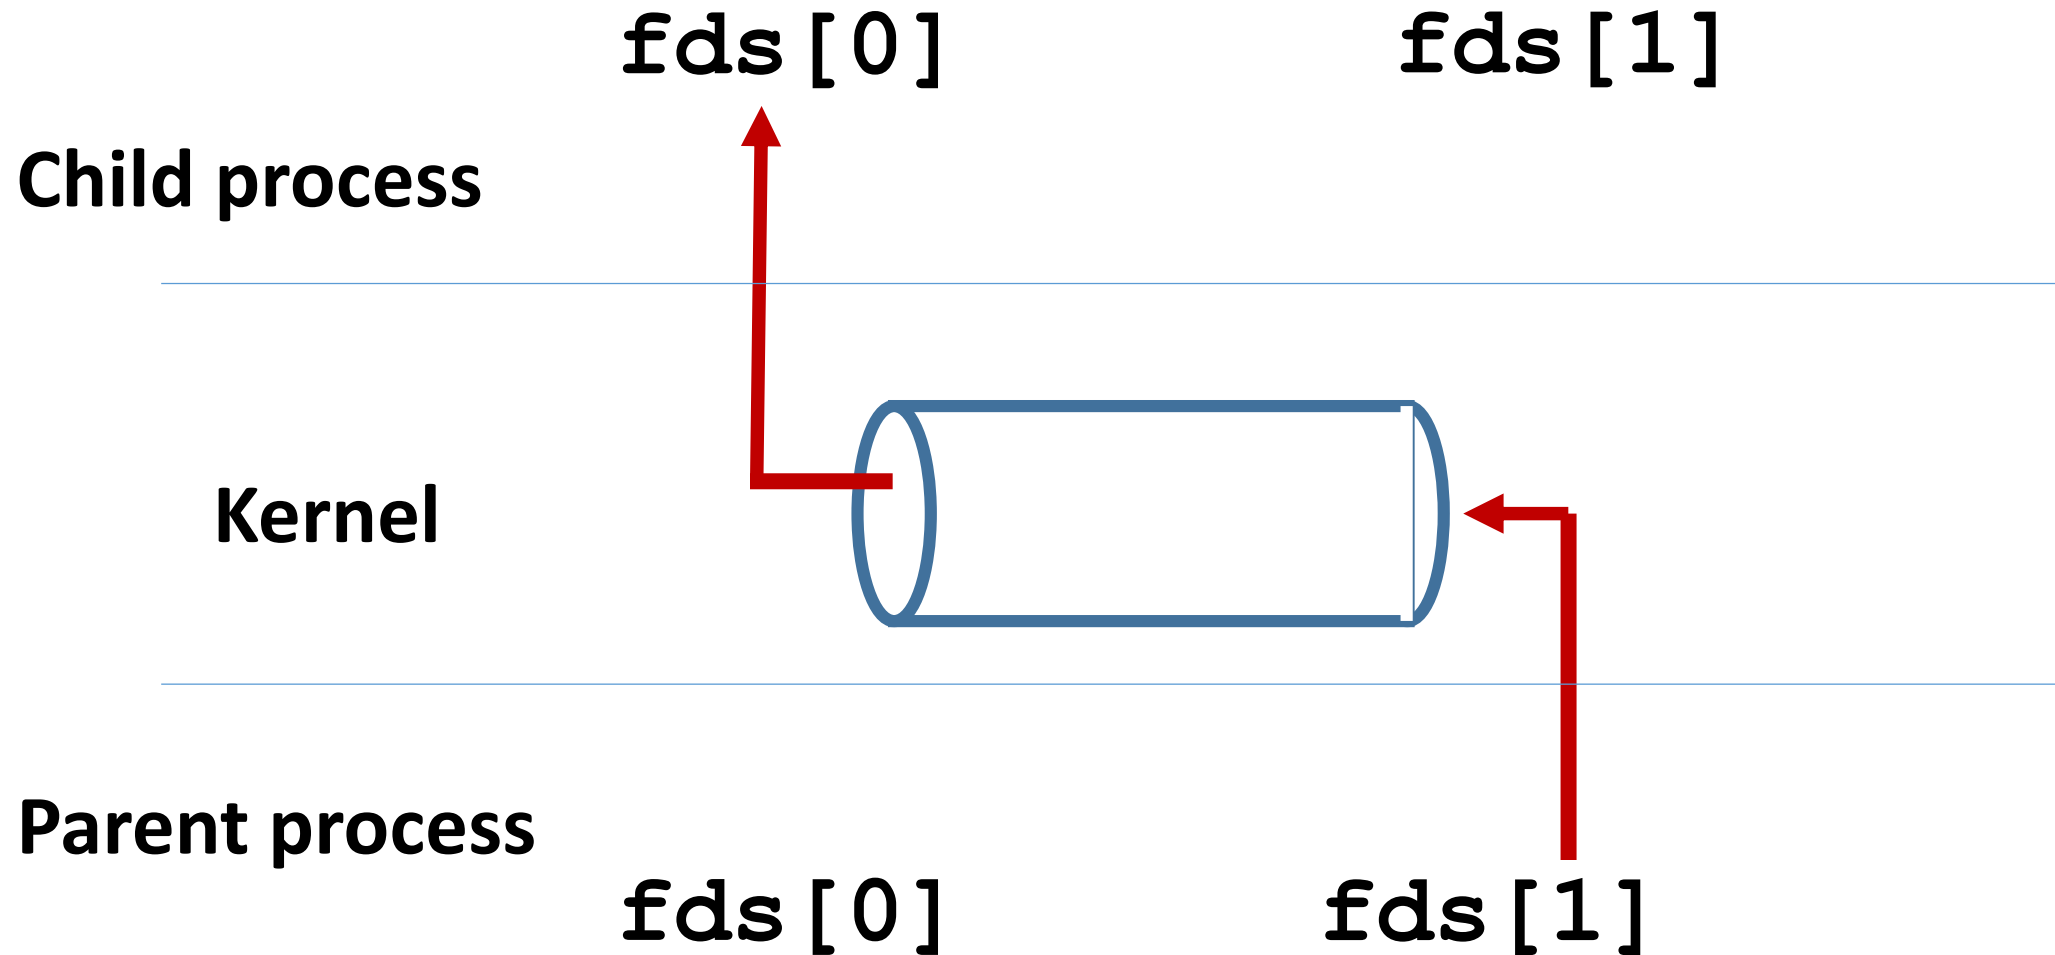 fds[0] fds[1]
Child process
Kernel
Parent process
fds[0] fds[1]